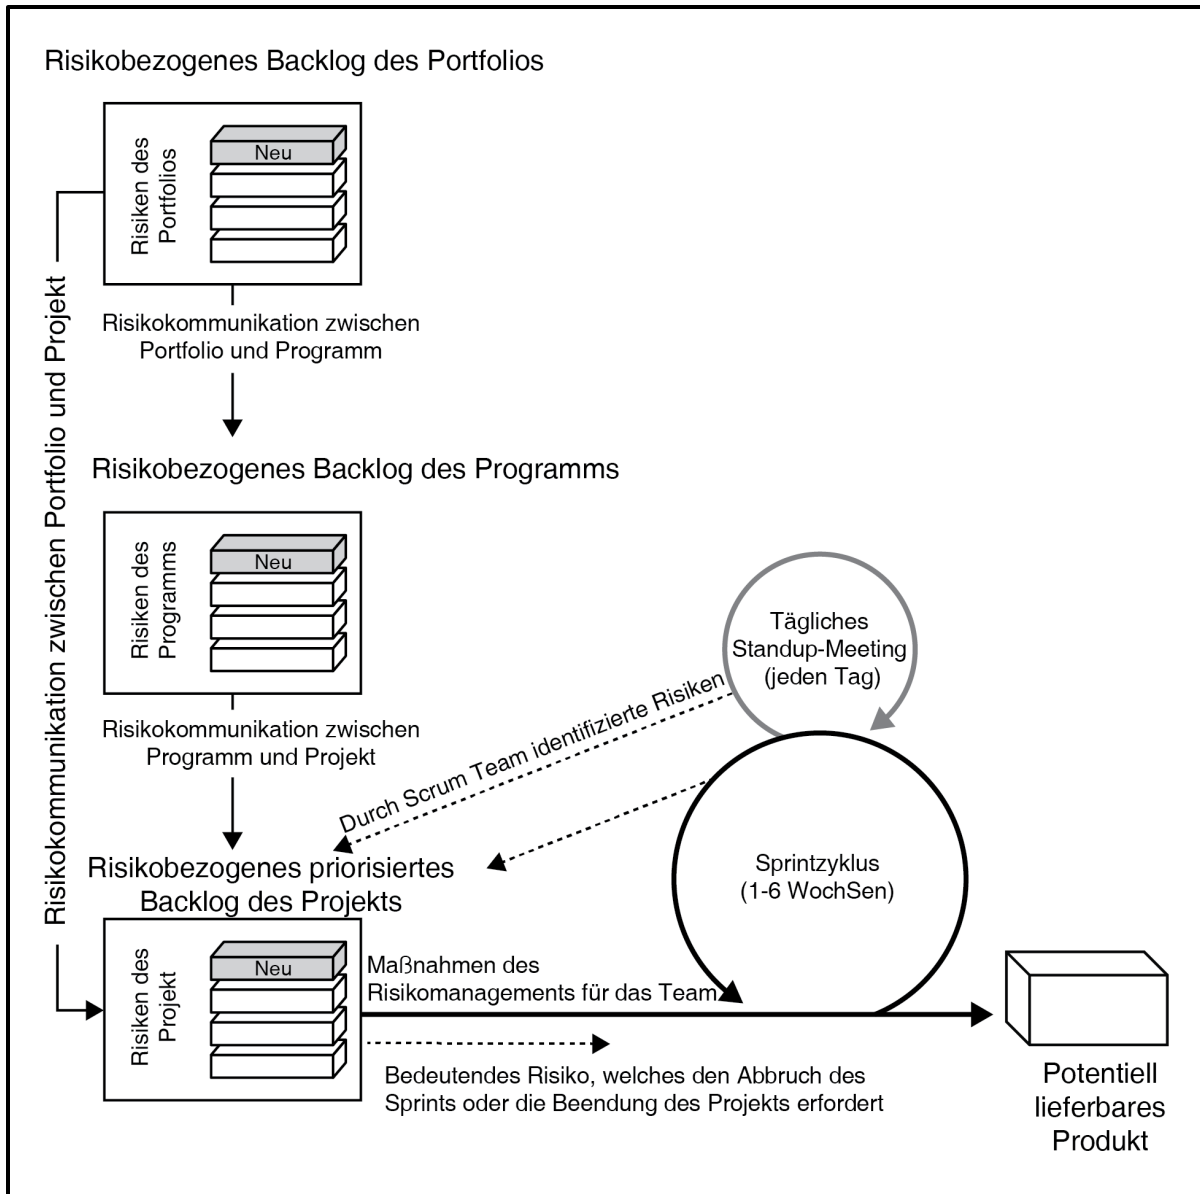 Risikobezogenes Backlog des Portfolios
Risiken des
Portfolios
Neu
Risikokommunikation zwischen
Portfolio und Programm
Risikokommunikation zwischen Portfolio und Projekt
Risikobezogenes Backlog des Programms
Risiken des
Programms
Neu
Risikokommunikation zwischen
Programm und Projekt
Tägliches
Standup-Meeting
(jeden Tag)
Durch Scrum Team identifizierte Risiken
Sprintzyklus
(1-6 WochSen)
Risikobezogenes priorisiertes
Backlog des Projekts
Risiken des
Projekt
Neu
Maßnahmen des
Risikomanagements für das Team
Bedeutendes Risiko, welches den Abbruch des
Sprints oder die Beendung des Projekts erfordert
Potentiell
lieferbares
Produkt